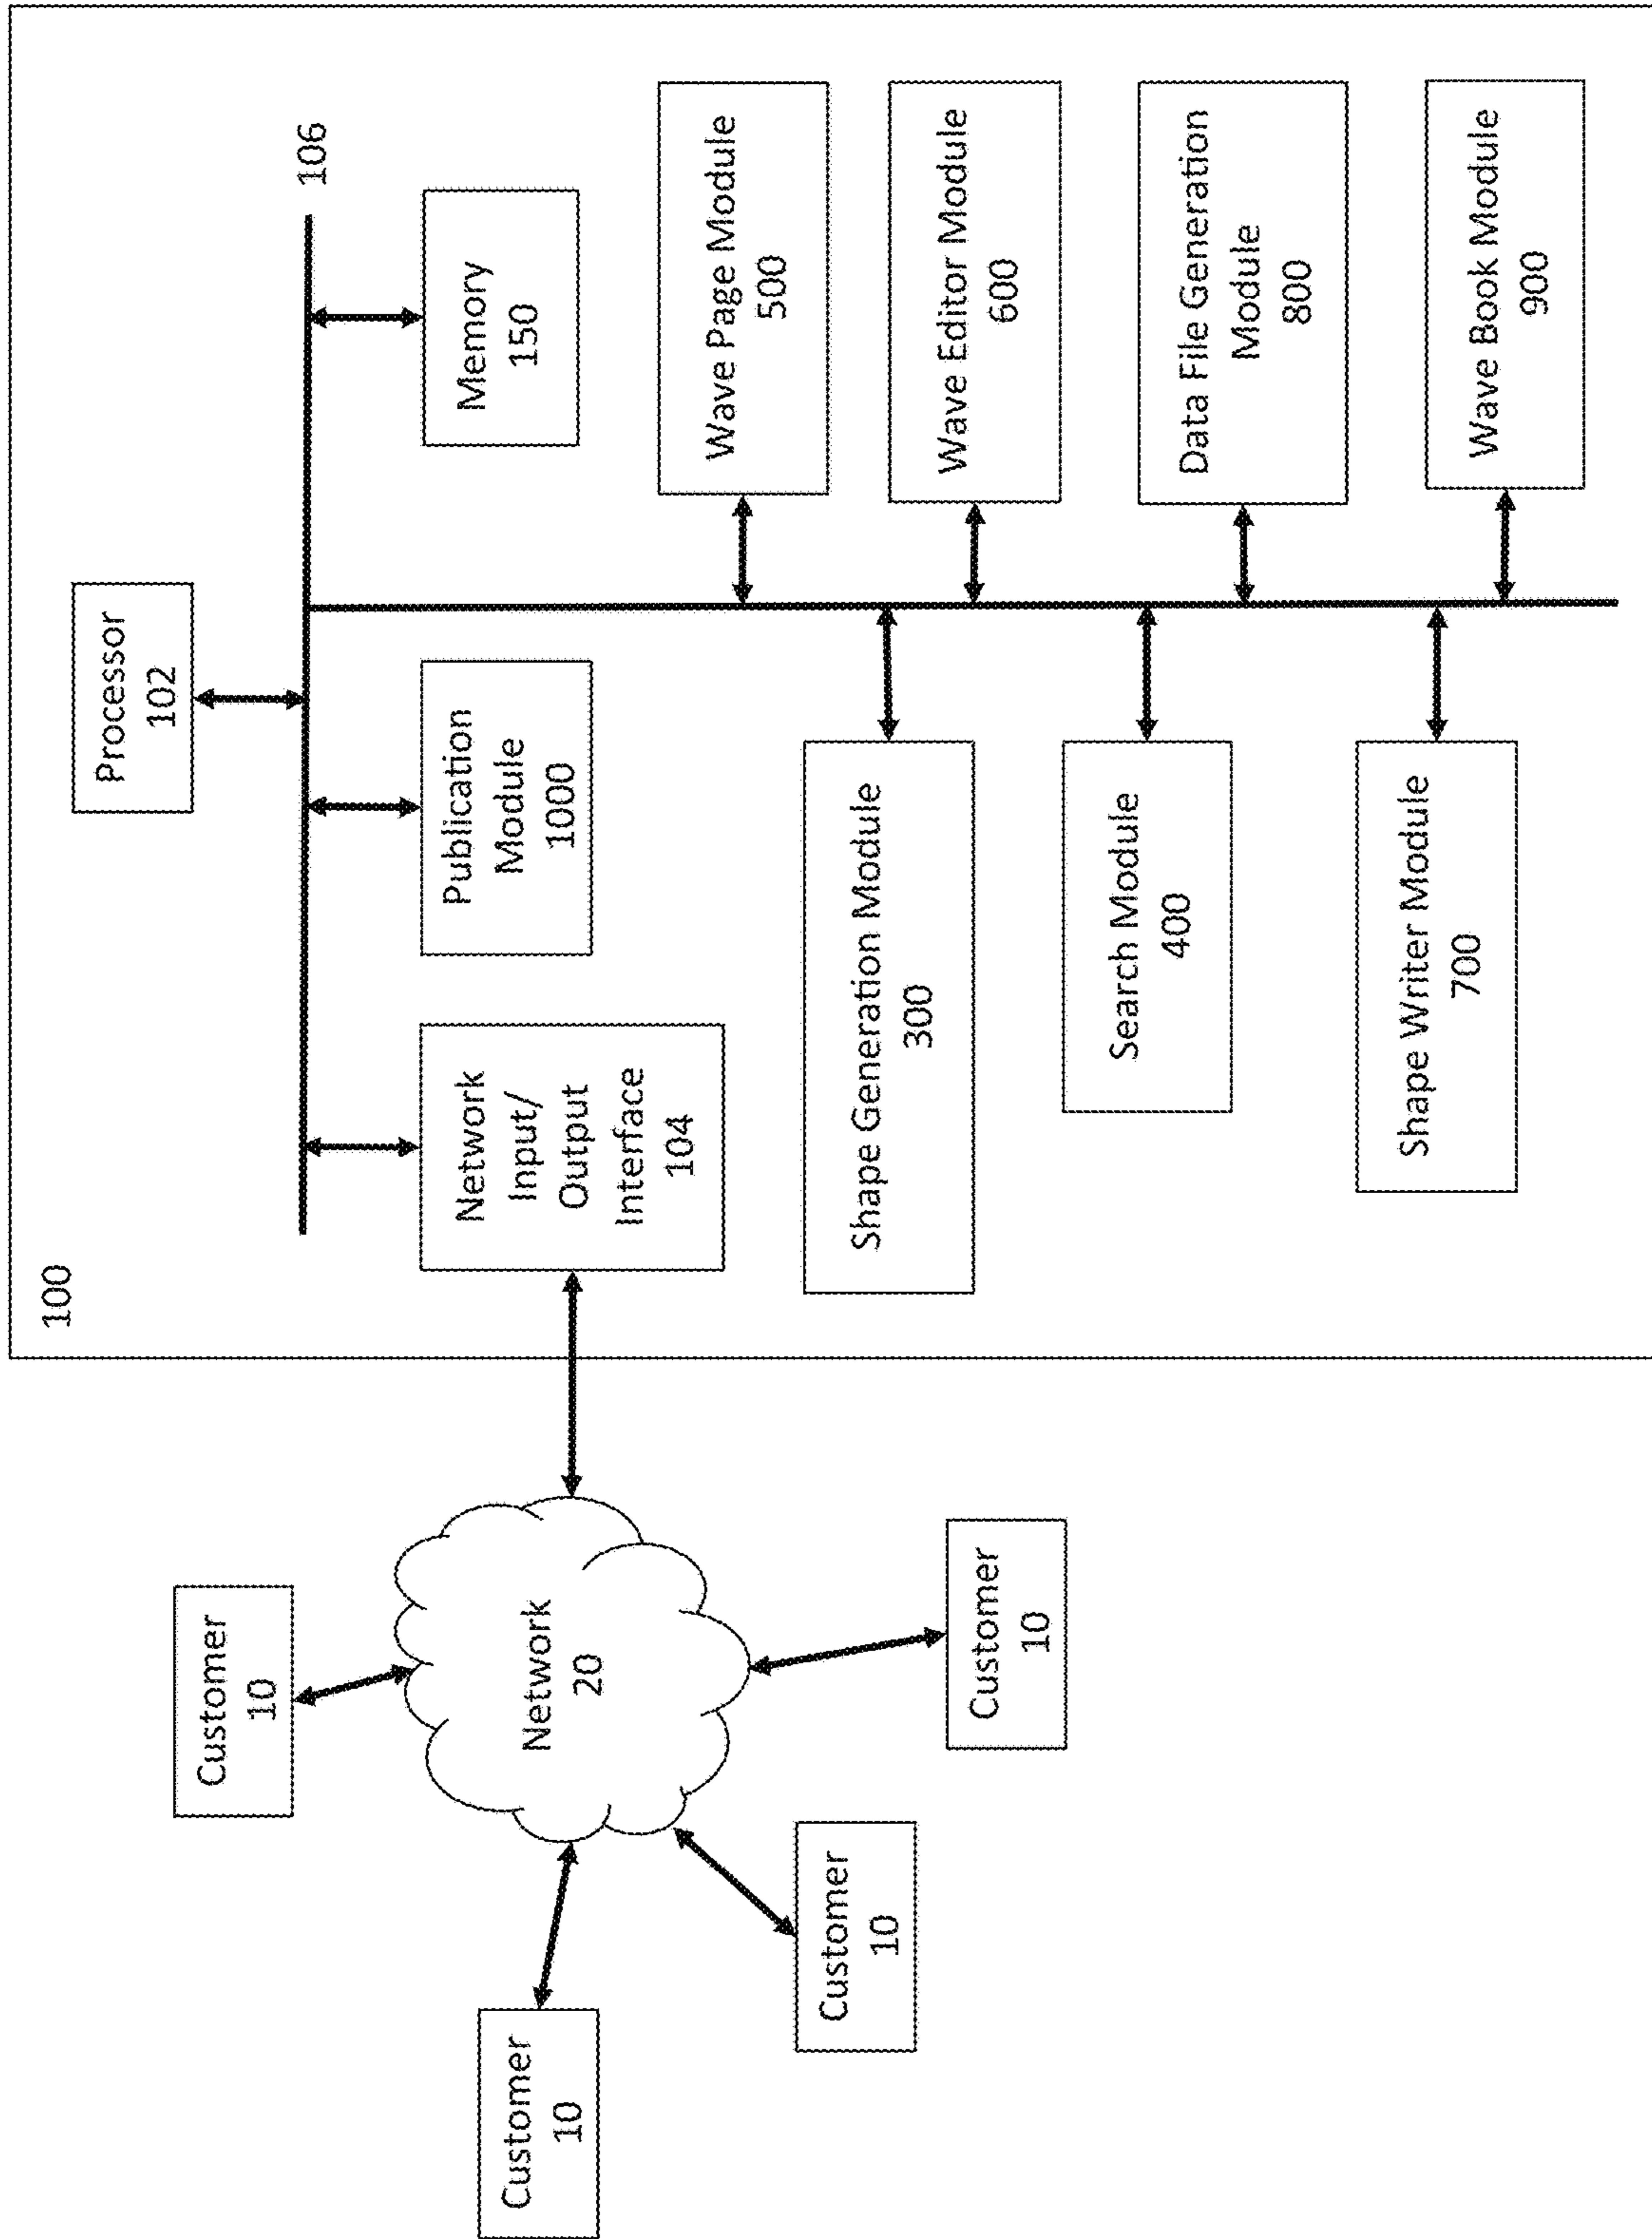 100
Processor
102
106
Network
Input/
Output
Interface
104
Publication
Module
1000
Memory
150
Customer
10
Customer
10
Network
20
Customer
10
Customer
10
Shape Generation Module
300
Wave Page Module
500
Search Module
400
Wave Editor Module
600
Shape Writer Module
700
Data File Generation
Module
800
Wave Book Module
900